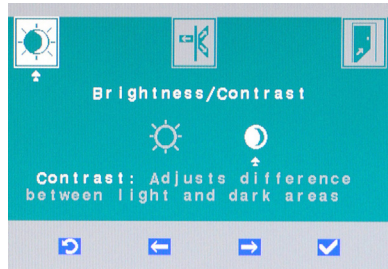 Brightness/Contrast
Contrast: Adjusts difference
between light and dark areas